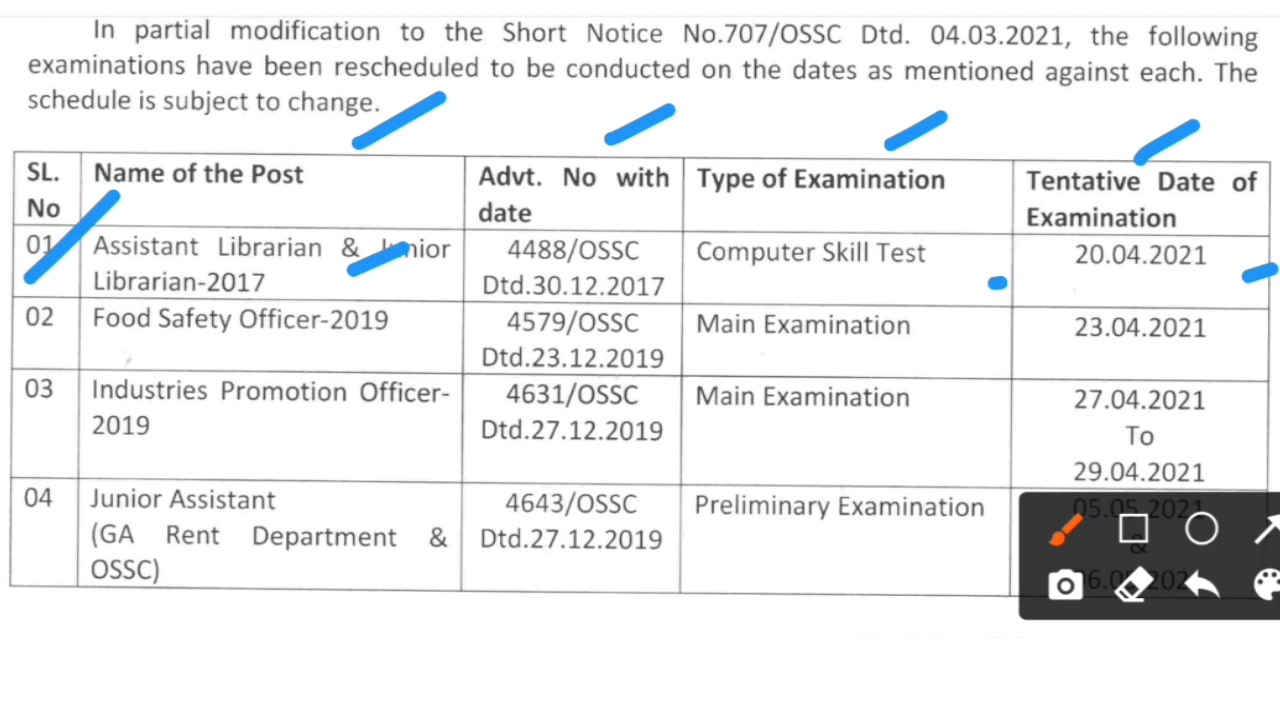 In partial modification to the Short Notice No.707/OSSC Dtd. 04.03.2021, the following
examinations have been rescheduled to be conducted on the dates as mentioned against each. The
schedule is subject to change.
SL. No Name of the Post Advt. No with date Type of Examination Tentative Date of Examination
01 Assistant Librarian & Junior
Librarian-2017
4488/OSSC
Dtd.30.12.2017
Computer Skill Test
20.04.2021
02 Food Safety Officer-2019
4579/OSSC
Dtd.23.12.2019
Main Examination
23.04.2021
03 Industries Promotion Officer-
2019
4631/OSSC
Dtd.27.12.2019
Main Examination
27.04.2021
To
29.04.2021
04 Junior Assistant
(GA Rent Department &
OSSC)
4643/OSSC
Dtd.27.12.2019
Preliminary Examination
05.05.2021
&